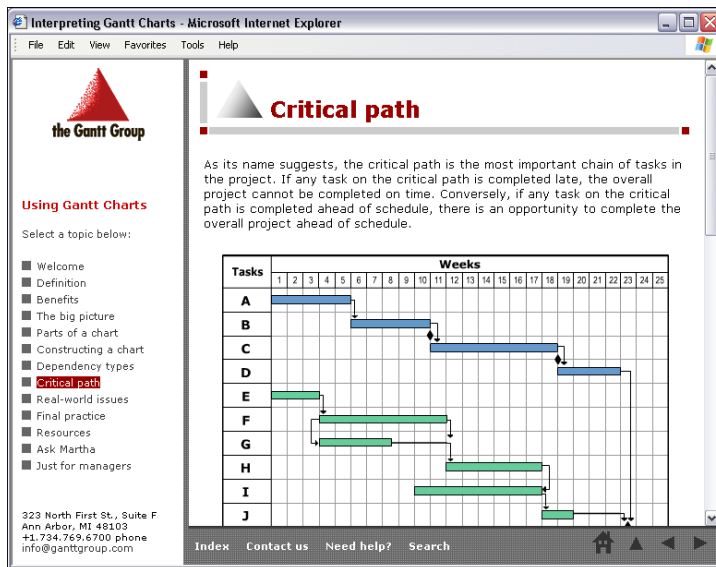 Interpreting Gantt Charts - Microsoft Internet Explorer
File Edit View Favorites Tools Help
the Gantt Group
Using Gantt Charts
Select a topic below:
Welcome
Definition
Benefits
The big picture
Parts of a chart
Constructing a chart
Dependency types
Critical path
Real-world issues
Final practice
Resources
Ask Martha
Just for managers
323 North First St., Suite F
Ann Arbor, MI 48103
+1.734.769.6700 phone
info@ganttgroup.com
Critical path
As its name suggests, the critical path is the most important chain of tasks in
the project. If any task on the critical path is completed late, the overall
project cannot be completed on time. Conversely, if any task on the critical
path is completed ahead of schedule, there is an opportunity to complete the
overall project ahead of schedule.
Tasks Weeks
1 2 3 4 5 6 7 8 9 10 11 12 13 14 15 16 17 18 19 20 21 22 23 24 25
A
B
C
D
E
F
G
H
I
J
Index Contact us Need help? Search